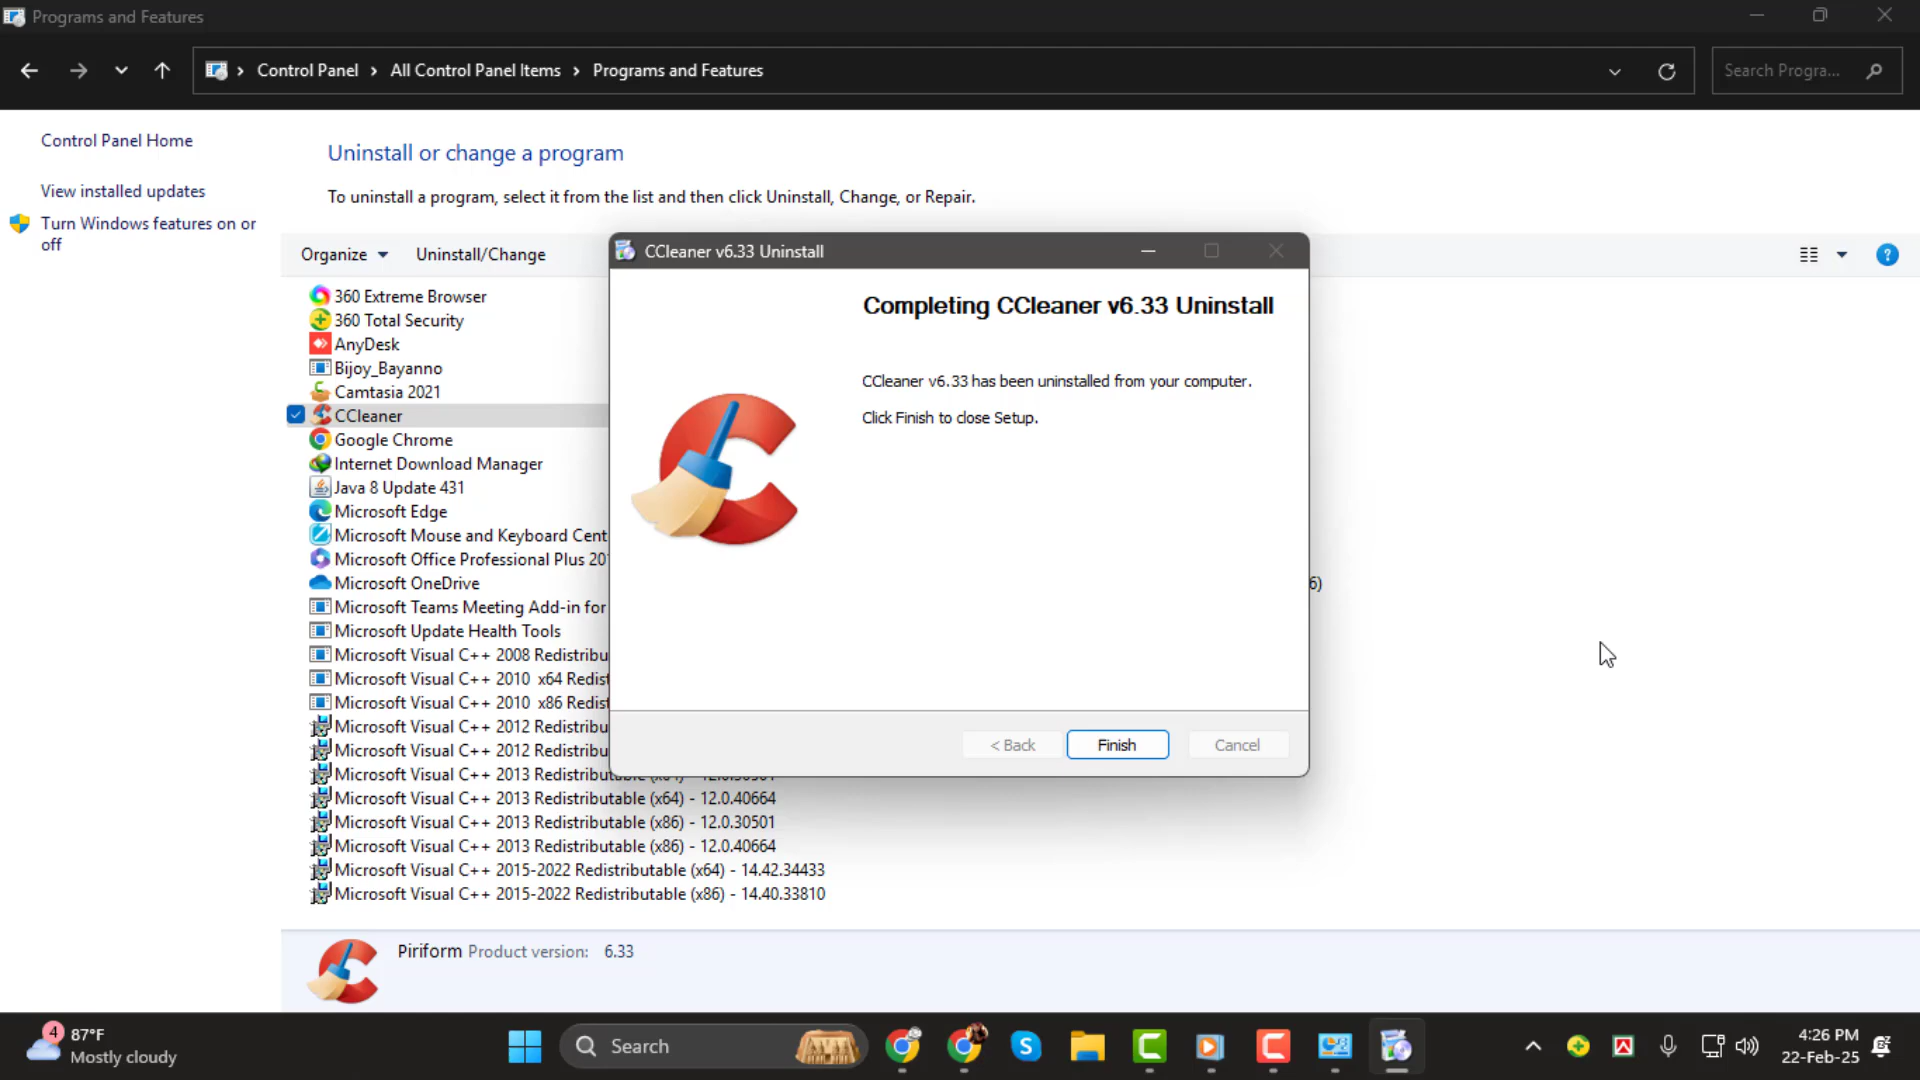 Programs and Features
Control Panel > All Control Panel Items > Programs and Features
Search Progra...
Control Panel Home
View installed updates
Turn Windows features on or
off
Uninstall or change a program
To uninstall a program, select it from the list and then click Uninstall, Change, or Repair.
Organize
Uninstall/Change
360 Extreme Browser
360 Total Security
AnyDesk
Bijoy_Bayanno
Camtasia 2021
CCleaner
Google Chrome
Internet Download Manager
Java 8 Update 431
Microsoft Edge
Microsoft Mouse and Keyboard Cent
Microsoft Office Professional Plus 20
Microsoft OneDrive
6)
Microsoft Teams Meeting Add-in for
Microsoft Update Health Tools
Microsoft Visual C++ 2008 Redistribu
Microsoft Visual C++ 2010 x64 Redist
Microsoft Visual C++ 2010 x86 Redist
Microsoft Visual C++ 2012 Redistribu
Microsoft Visual C++ 2012 Redistribu
Microsoft Visual C++ 2013 Redistributable (x64) - 12.0.30501
Microsoft Visual C++ 2013 Redistributable (x64) - 12.0.40664
Microsoft Visual C++ 2013 Redistributable (x86) - 12.0.30501
Microsoft Visual C++ 2013 Redistributable (x86) - 12.0.40664
Microsoft Visual C++ 2015-2022 Redistributable (x64) - 14.42.34433
Microsoft Visual C++ 2015-2022 Redistributable (x86) - 14.40.33810
CCleaner v6.33 Uninstall
Completing CCleaner v6.33 Uninstall
CCleaner v6.33 has been uninstalled from your computer.
Click Finish to close Setup.
< Back
Finish
Cancel
Piriform Product version: 6.33
4
87°F
Mostly cloudy
Search
4:26 PM
22-Feb-25